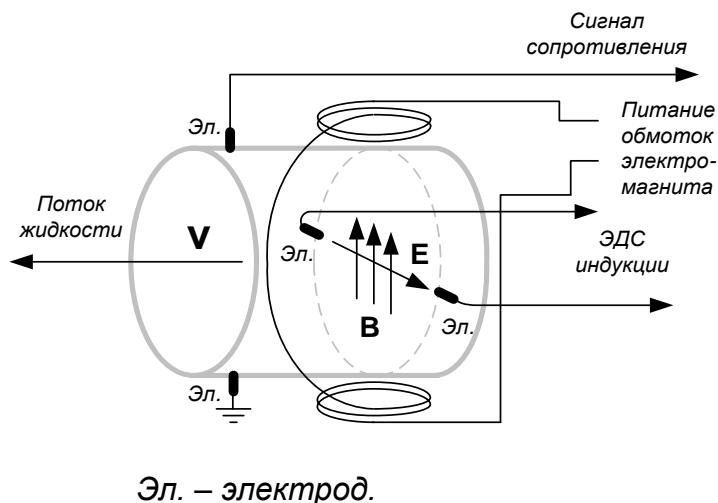 Сигнал
сопротивления
Эл.
Питание
обмоток
электро-
магнита
Поток
жидкости
V
Эл.
E
ЭДС
индукции
B
Эл.
Эл.
Эл. – электрод.